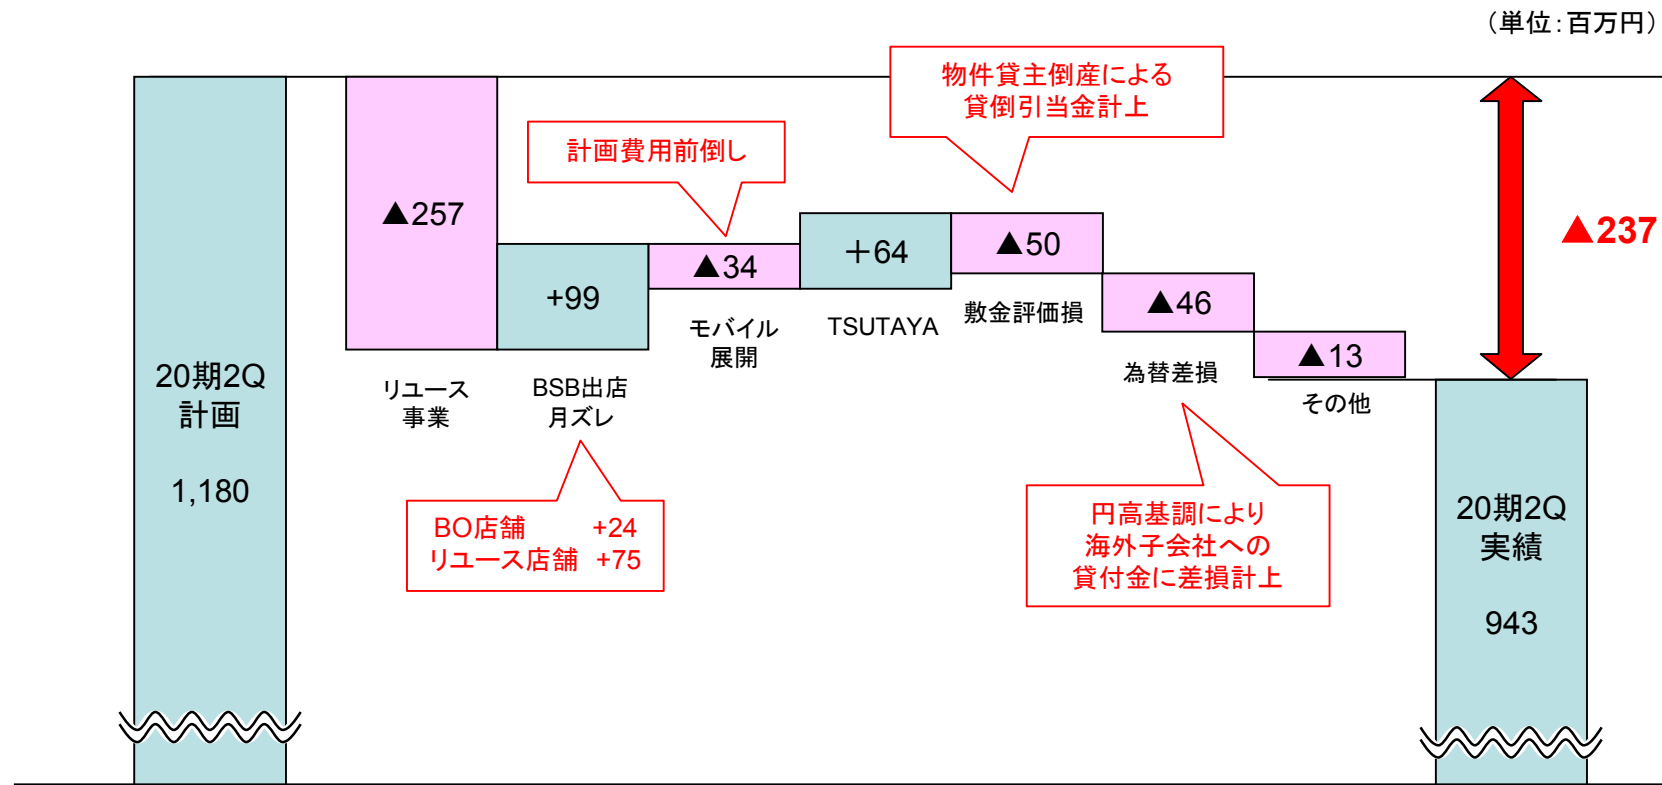 （単位：百万円）
物件貸主倒産による
貸倒引当金計上
計画費用前倒し
▲257
+99
▲34
＋64
▲50
▲46
▲13
▲237
リユース
事業
BSB出店
月ズレ
モバイル
展開
TSUTAYA
敷金評価損
為替差損
その他
20期2Q
計画
1,180
BO店舗 +24
リユース店舗 +75
円高基調により
海外子会社への
貸付金に差損計上
20期2Q
実績
943